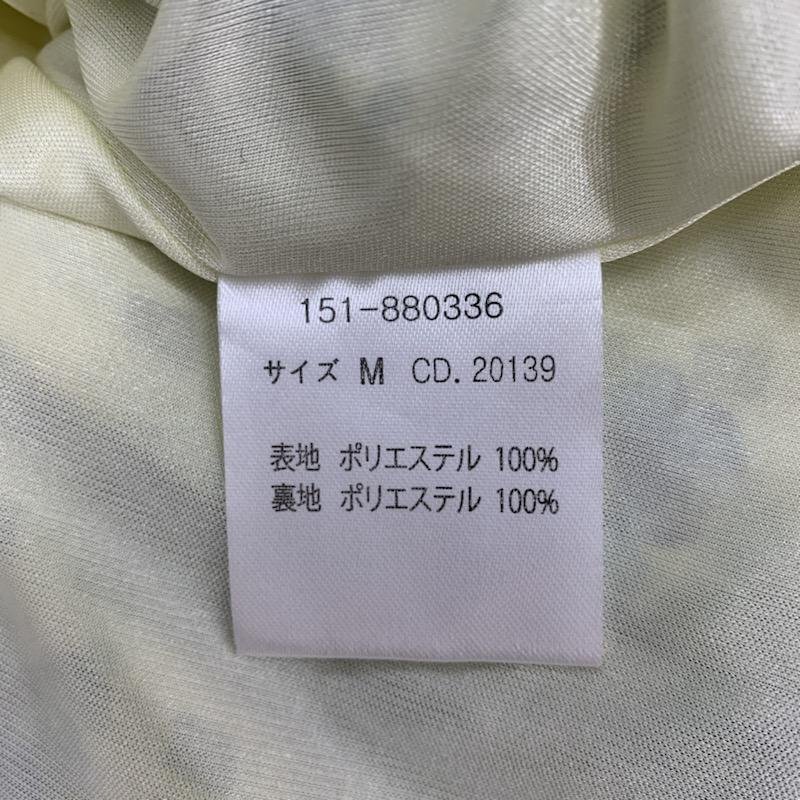 151-880336
サイズ M CD. 20139
表地 ポリエステル 100%
裏地 ポリエステル 100%